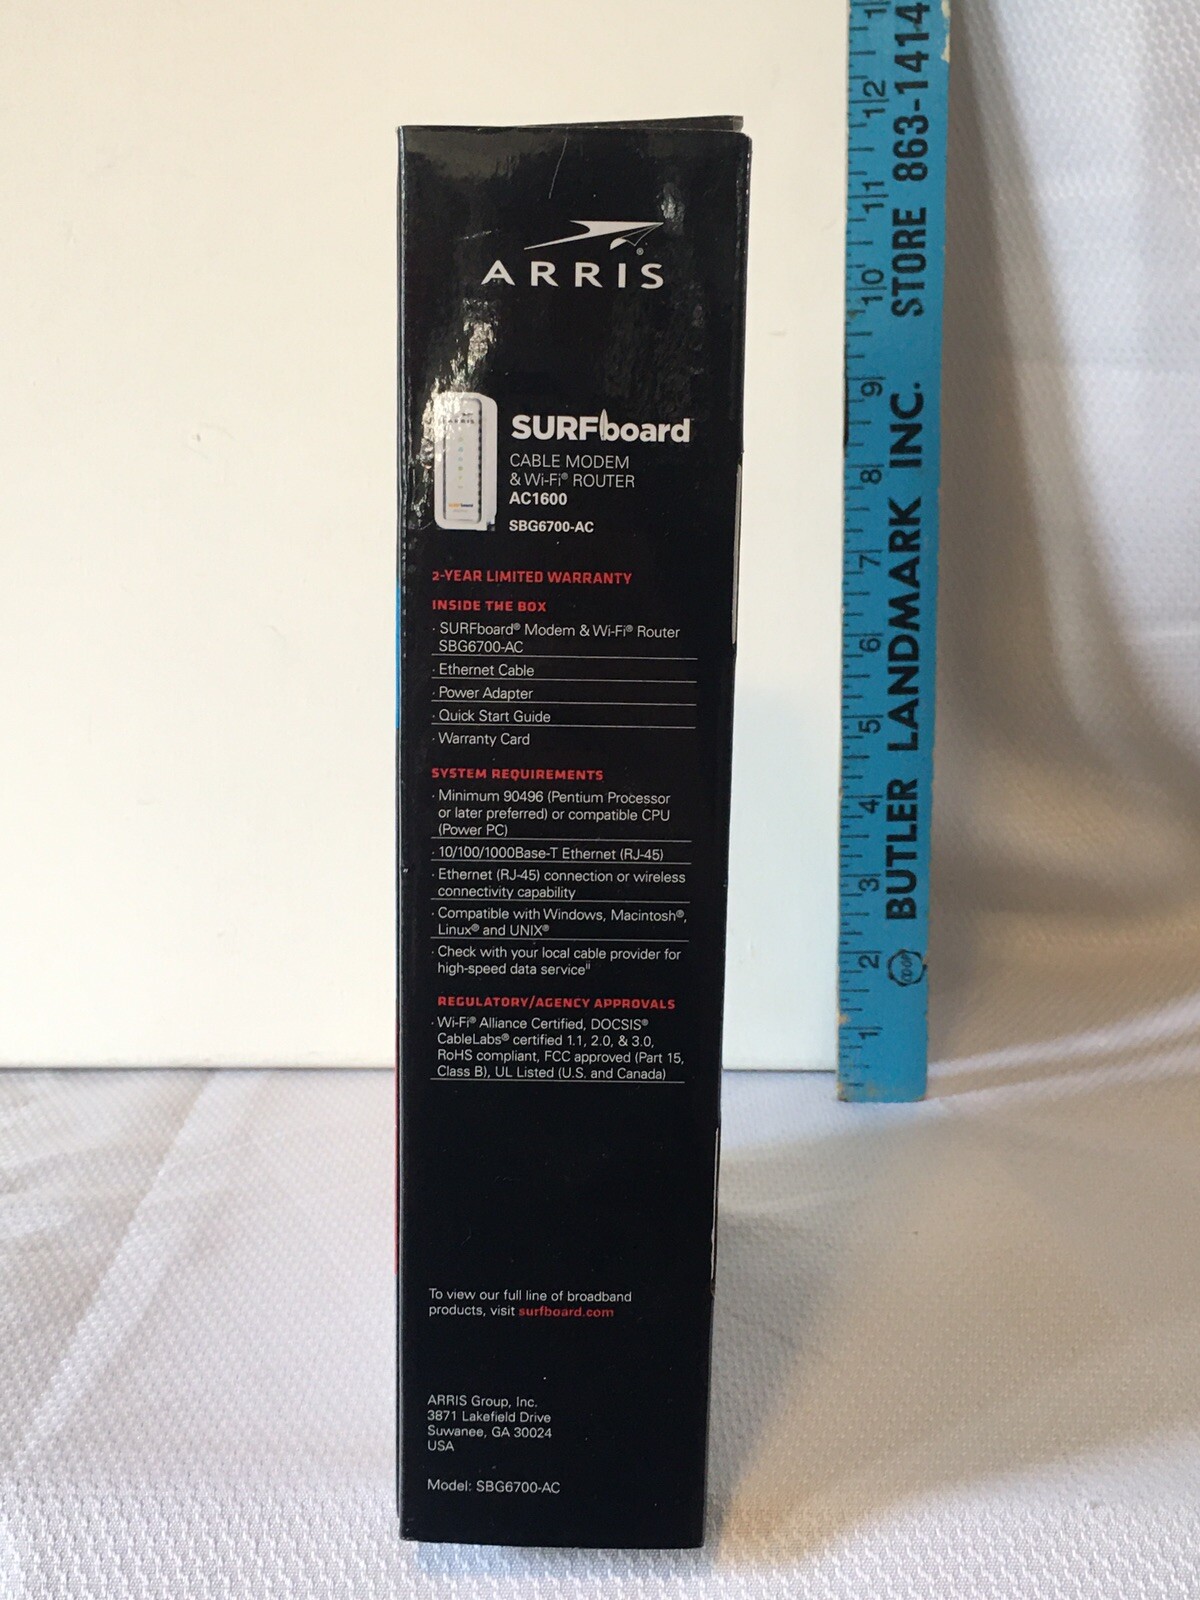 ARRIS
SURFboard
CABLE MODEM
& Wi-Fi® ROUTER
AC1600
SBG6700-AC
2-YEAR LIMITED WARRANTY
INSIDE THE BOX
· SURFboard® Modem & Wi-Fi® Router
SBG6700-AC
· Ethernet Cable
· Power Adapter
· Quick Start Guide
· Warranty Card
SYSTEM REQUIREMENTS
· Minimum 90496 (Pentium Processor
or later preferred) or compatible CPU
(Power PC)
· 10/100/1000Base-T Ethernet (RJ-45)
· Ethernet (RJ-45) connection or wireless
connectivity capability
· Compatible with Windows, Macintosh®,
Linux® and UNIX®
· Check with your local cable provider for
high-speed data serviceⁱⁱ
REGULATORY/AGENCY APPROVALS
· Wi-Fi® Alliance Certified, DOCSIS®
CableLabs® certified 1.1, 2.0, & 3.0,
RoHS compliant, FCC approved (Part 15,
Class B), UL Listed (U.S. and Canada)
To view our full line of broadband
products, visit surfboard.com
ARRIS Group, Inc.
3871 Lakefield Drive
Suwanee, GA 30024
USA
Model: SBG6700-AC
1 2 3 4 5 6 7 8 9 10 11 12
BUTLER LANDMARK INC. STORE 863-1414